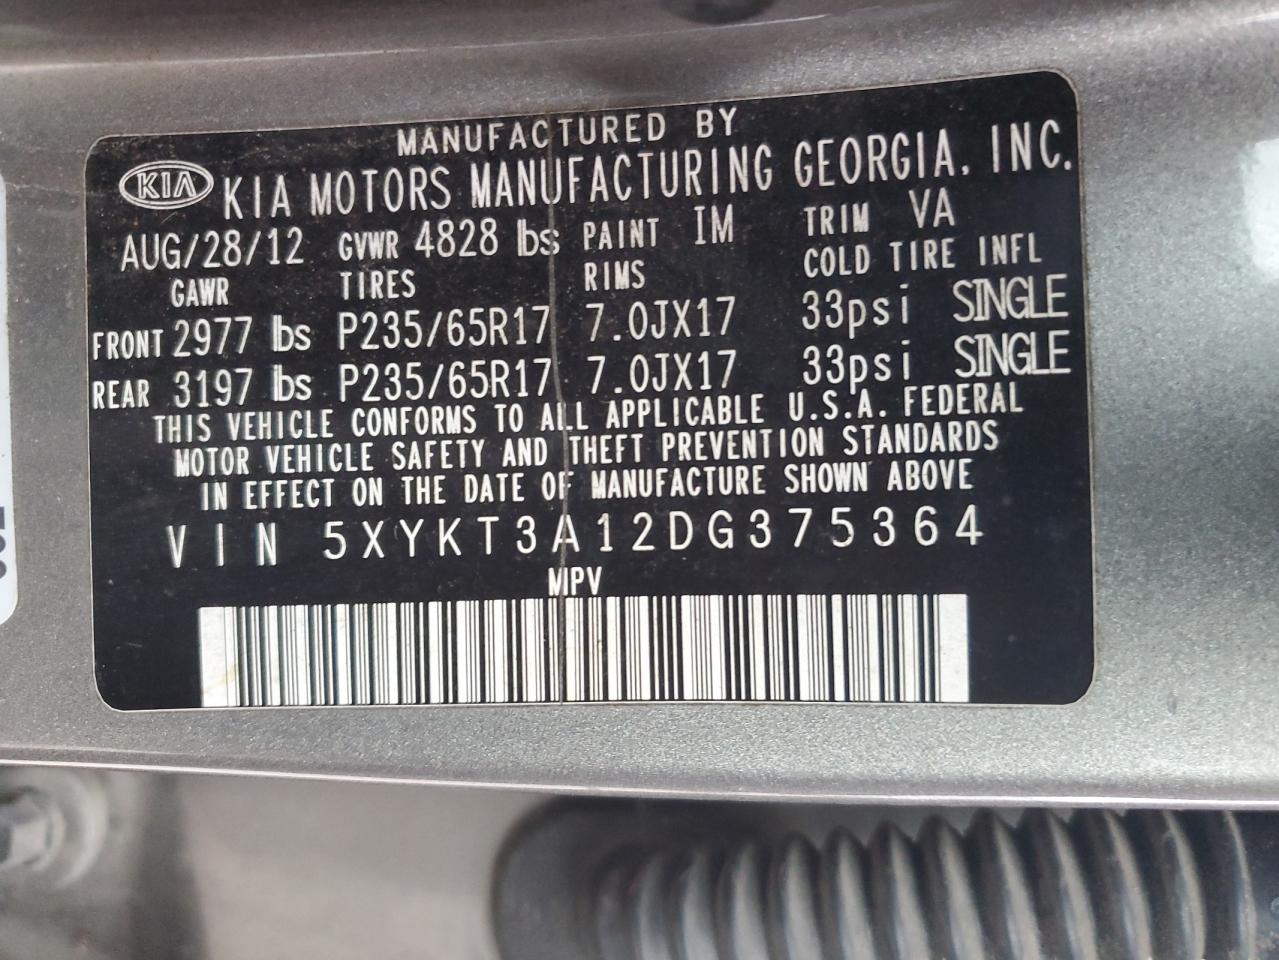 MANUFACTURED BY
KIA KIA MOTORS MANUFACTURING GEORGIA, INC.
AUG/28/12 GVWR 4828 lbs PAINT IM TRIM VA
GAWR TIRES RIMS COLD TIRE INFL
FRONT 2977 lbs P235/65R17 7.0JX17 33psi SINGLE
REAR 3197 lbs P235/65R17 7.0JX17 33psi SINGLE
THIS VEHICLE CONFORMS TO ALL APPLICABLE U.S.A. FEDERAL
MOTOR VEHICLE SAFETY AND THEFT PREVENTION STANDARDS
IN EFFECT ON THE DATE OF MANUFACTURE SHOWN ABOVE
VIN 5XYKT3A12DG375364
MPV